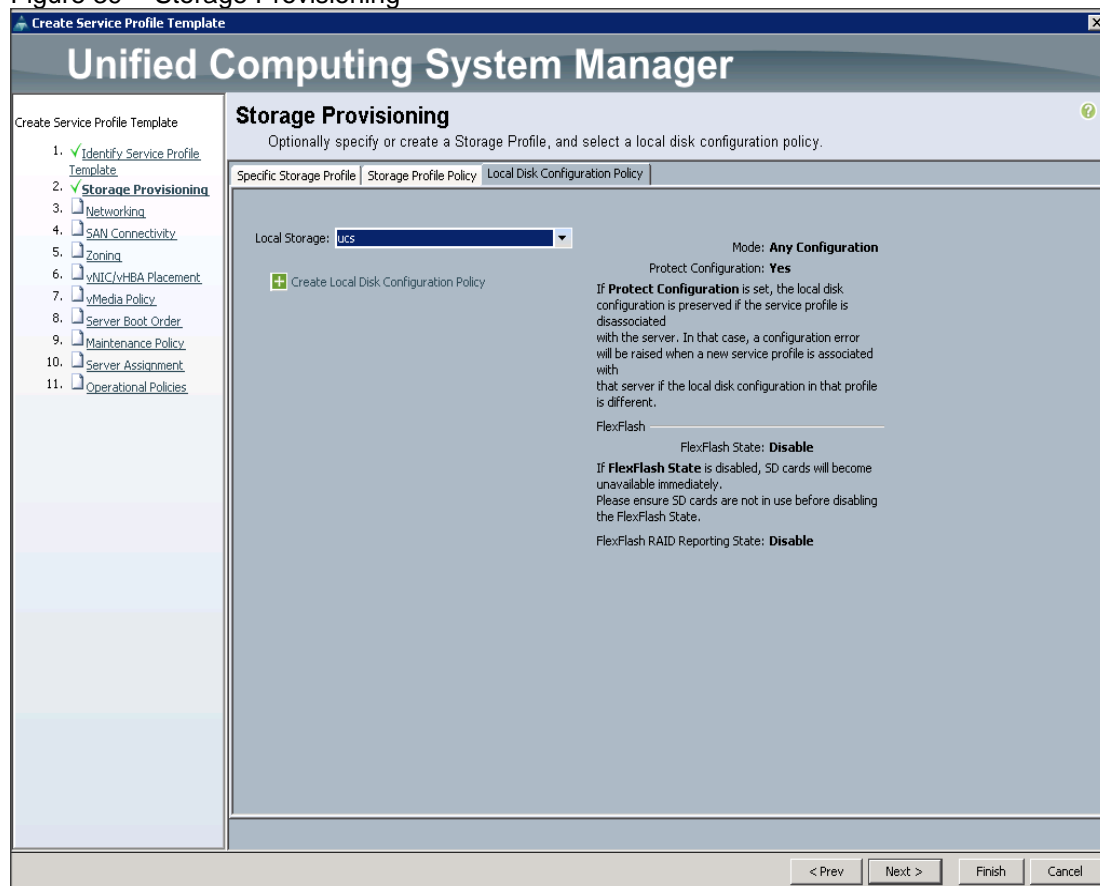 Create Service Profile Template
Unified Computing System Manager
Create Service Profile Template
1. Identify Service Profile
Template
2. Storage Provisioning
3. Networking
4. SAN Connectivity
5. Zoning
6. vNIC/vHBA Placement
7. vMedia Policy
8. Server Boot Order
9. Maintenance Policy
10. Server Assignment
11. Operational Policies
Storage Provisioning
Optionally specify or create a Storage Profile, and select a local disk configuration policy.
Specific Storage Profile Storage Profile Policy Local Disk Configuration Policy
Local Storage: ucs
Create Local Disk Configuration Policy
Mode: Any Configuration
Protect Configuration: Yes
If Protect Configuration is set, the local disk
configuration is preserved if the service profile is
disassociated
with the server. In that case, a configuration error
will be raised when a new service profile is associated
with
that server if the local disk configuration in that profile
is different.
FlexFlash
FlexFlash State: Disable
If FlexFlash State is disabled, SD cards will become
unavailable immediately.
Please ensure SD cards are not in use before disabling
the FlexFlash State.
FlexFlash RAID Reporting State: Disable
< Prev Next > Finish Cancel